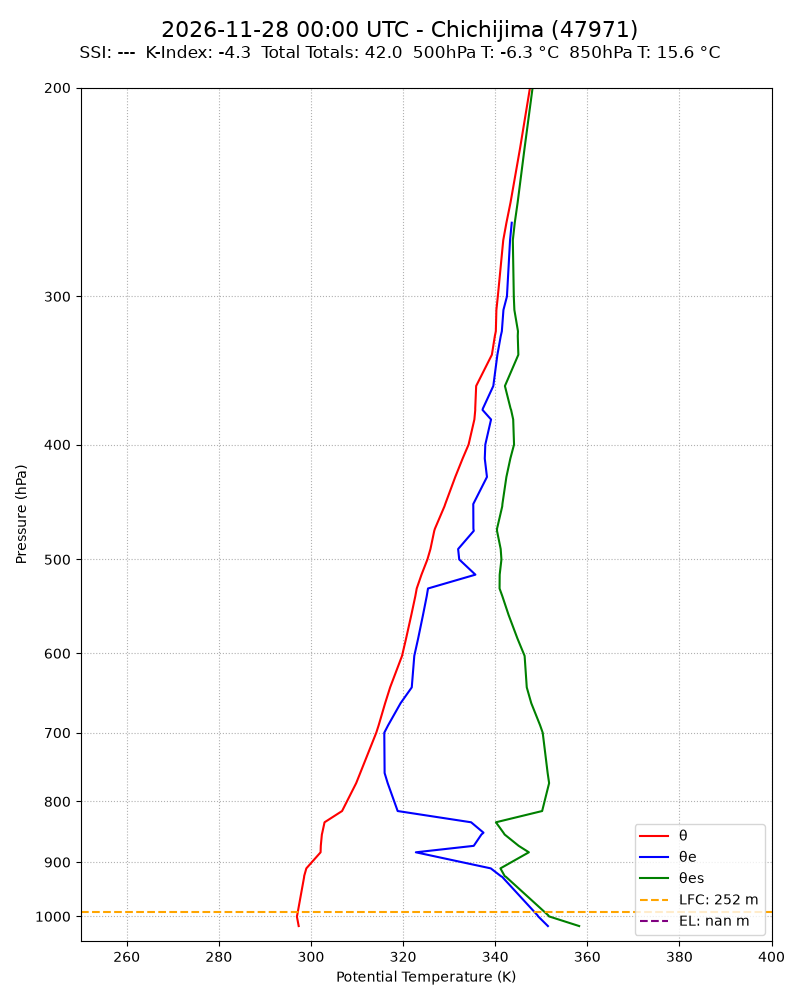 2026-11-28 00:00 UTC - Chichijima (47971)
SSI: --- K-Index: -4.3 Total Totals: 42.0 500hPa T: -6.3 °C 850hPa T: 15.6 °C
200
300
400
500
600
700
800
900
1000
Pressure (hPa)
θ
θe
θes
LFC: 252 m
EL: nan m
260
280
300
320
340
360
380
400
Potential Temperature (K)